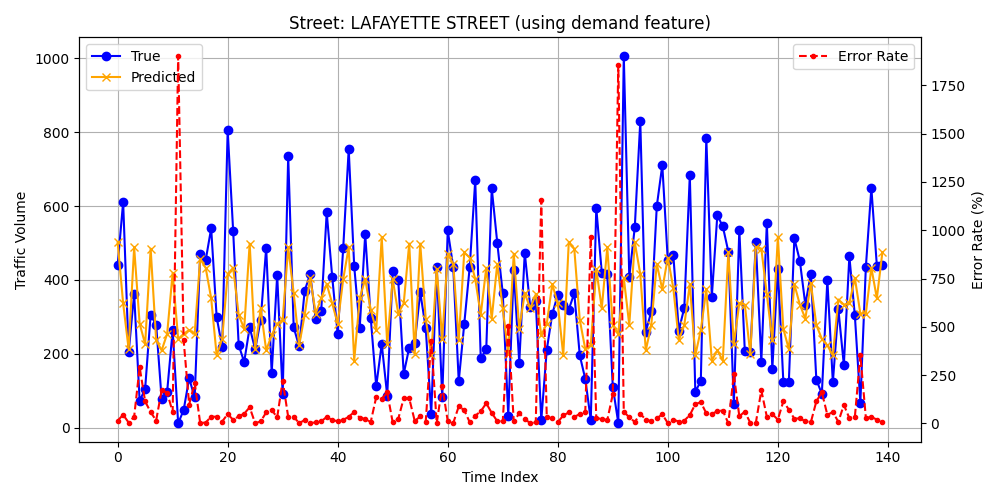 Street: LAFAYETTE STREET (using demand feature)
True
Predicted
Error Rate
Traffic Volume
1000
800
600
400
200
0
1750
1500
1250
1000
750
500
250
0
Error Rate (%)
0 20 40 60 80 100 120 140
Time Index